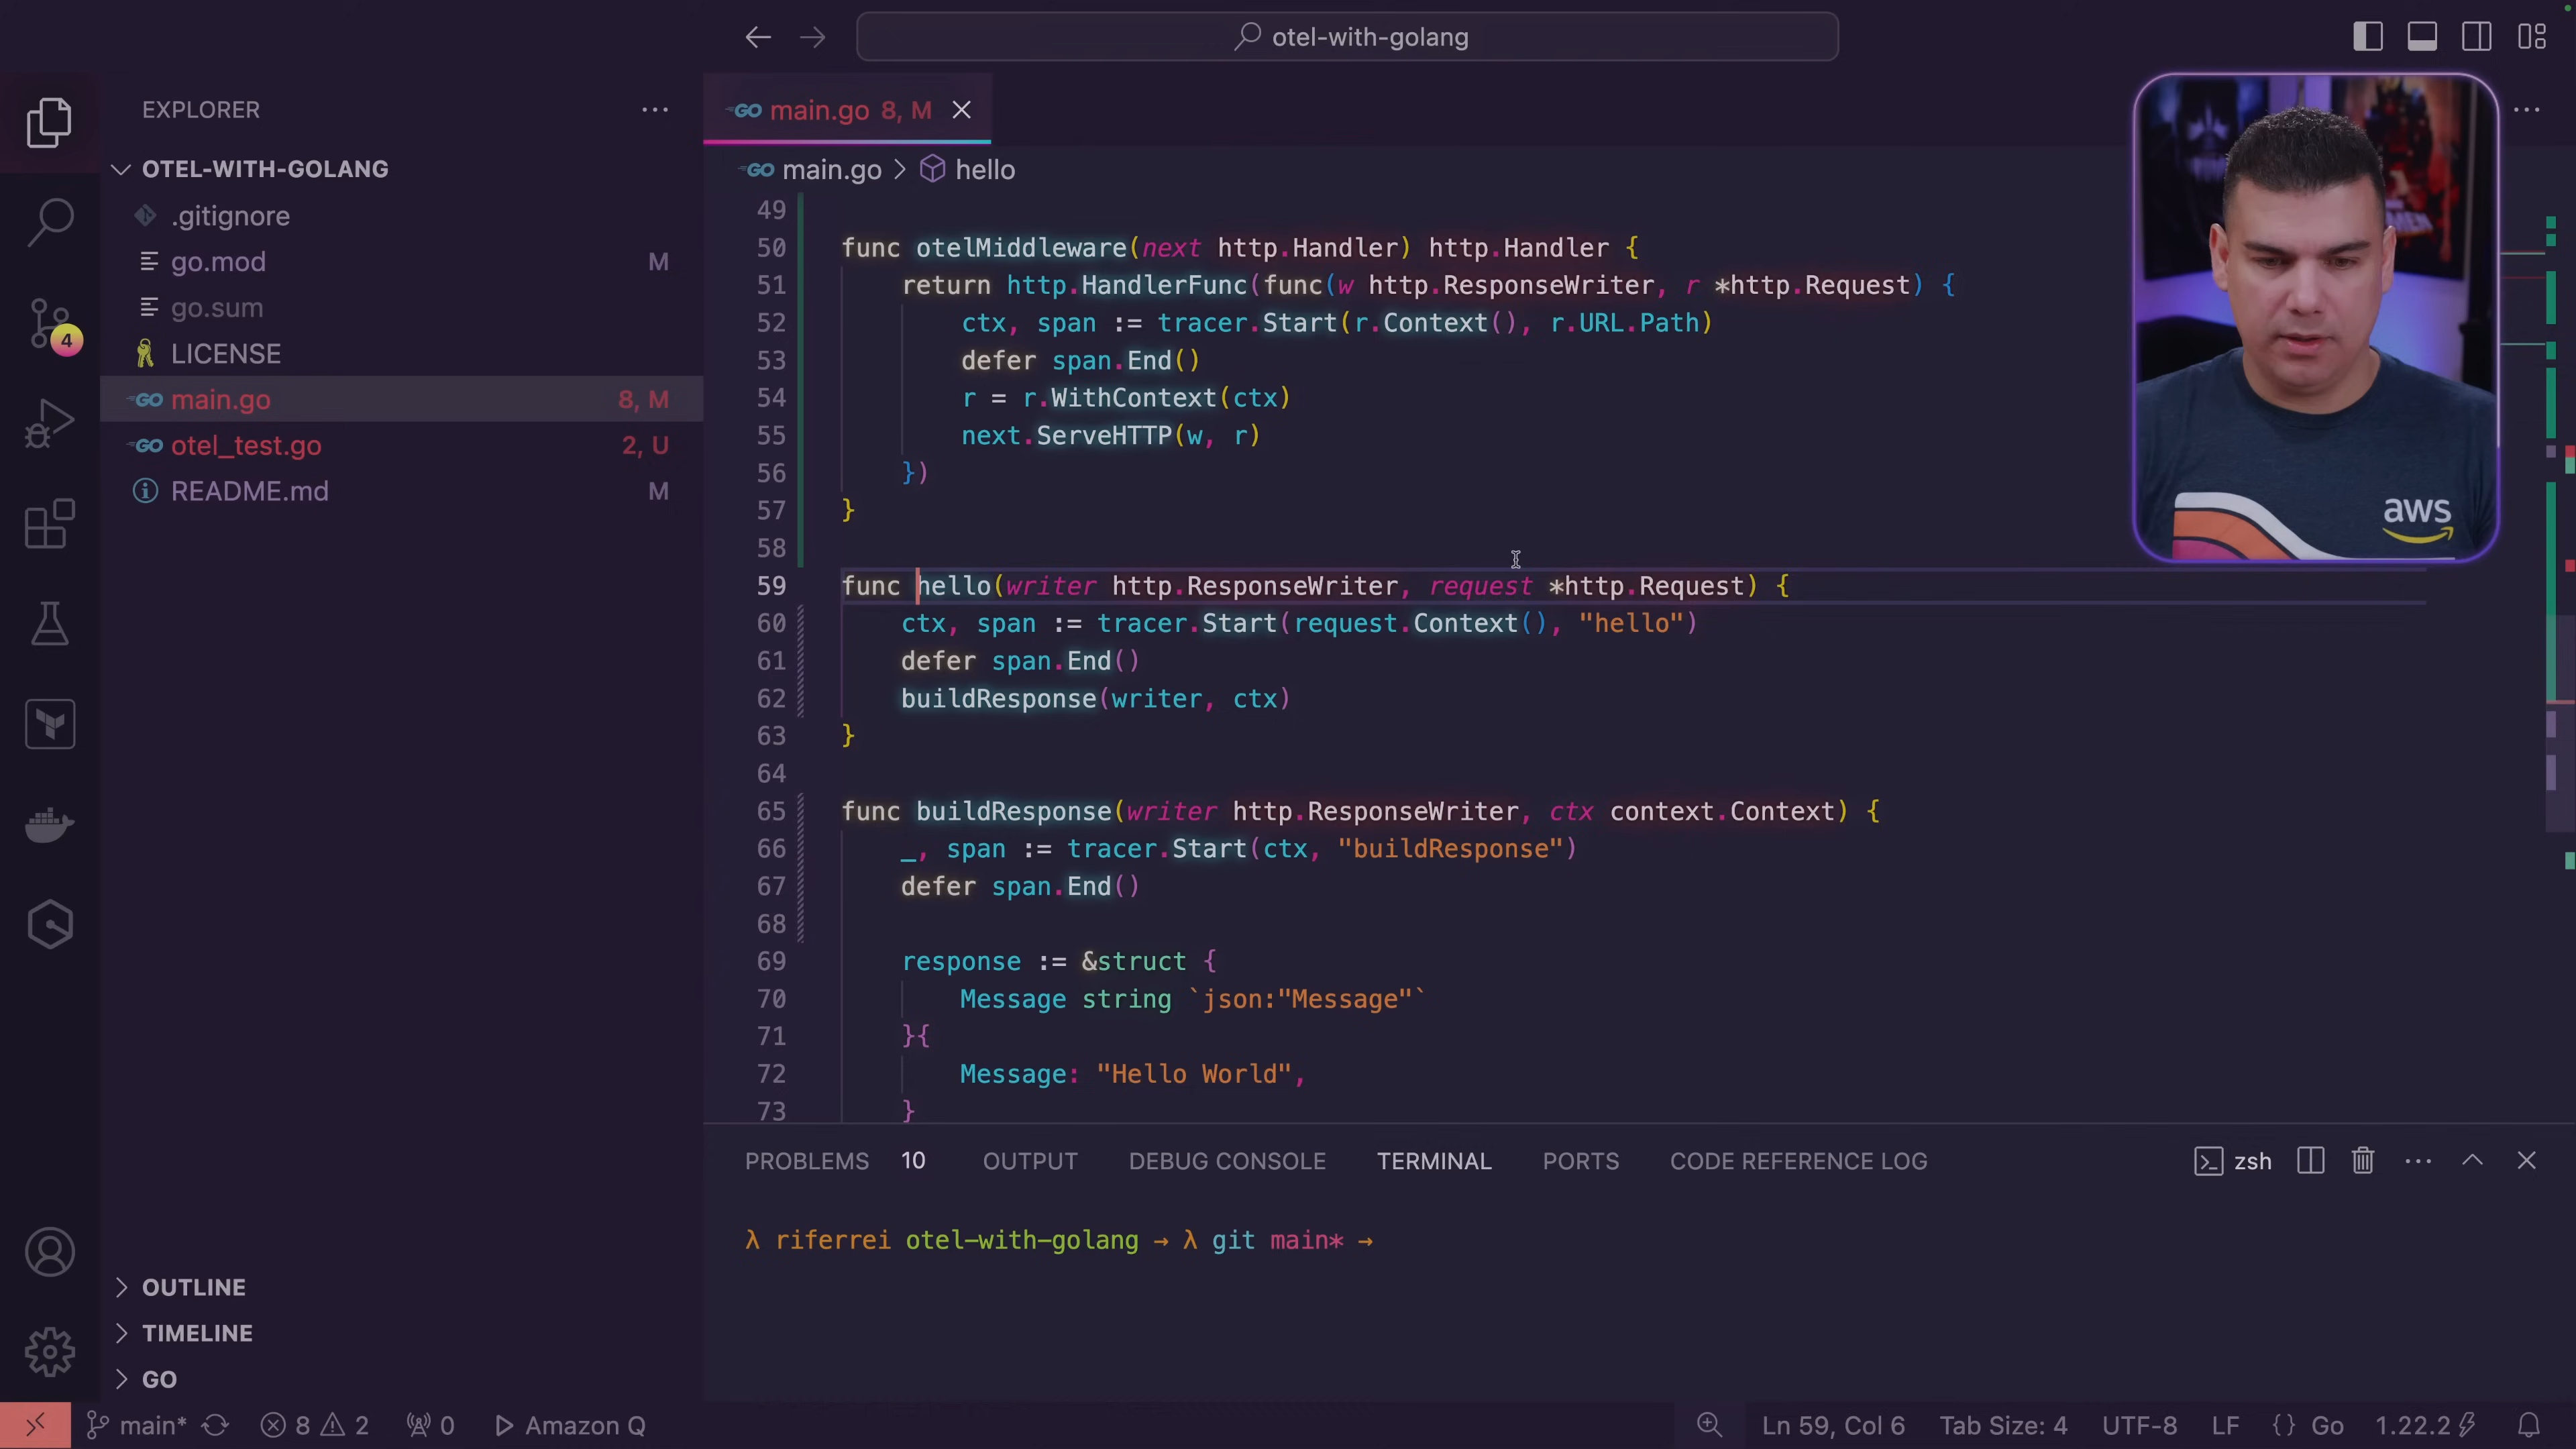 otel-with-golang
EXPLORER
OTEL-WITH-GOLANG
.gitignore
go.mod M
go.sum
LICENSE
main.go 8, M
otel_test.go 2, U
README.md M
4
OUTLINE
TIMELINE
GO
main.go 8, M
main.go > hello
49
50 func otelMiddleware(next http.Handler) http.Handler {
51 return http.HandlerFunc(func(w http.ResponseWriter, r *http.Request) {
52 ctx, span := tracer.Start(r.Context(), r.URL.Path)
53 defer span.End()
54 r = r.WithContext(ctx)
55 next.ServeHTTP(w, r)
56 })
57 }
58
59 func hello(writer http.ResponseWriter, request *http.Request) {
60 ctx, span := tracer.Start(request.Context(), "hello")
61 defer span.End()
62 buildResponse(writer, ctx)
63 }
64
65 func buildResponse(writer http.ResponseWriter, ctx context.Context) {
66 _, span := tracer.Start(ctx, "buildResponse")
67 defer span.End()
68
69 response := &struct {
70 Message string `json:"Message"`
71 }{
72 Message: "Hello World",
73 }
aws
PROBLEMS 10 OUTPUT DEBUG CONSOLE TERMINAL PORTS CODE REFERENCE LOG zsh
λ riferrei otel-with-golang → λ git main* →
main* 8 2 0 Amazon Q Ln 59, Col 6 Tab Size: 4 UTF-8 LF {} Go 1.22.2